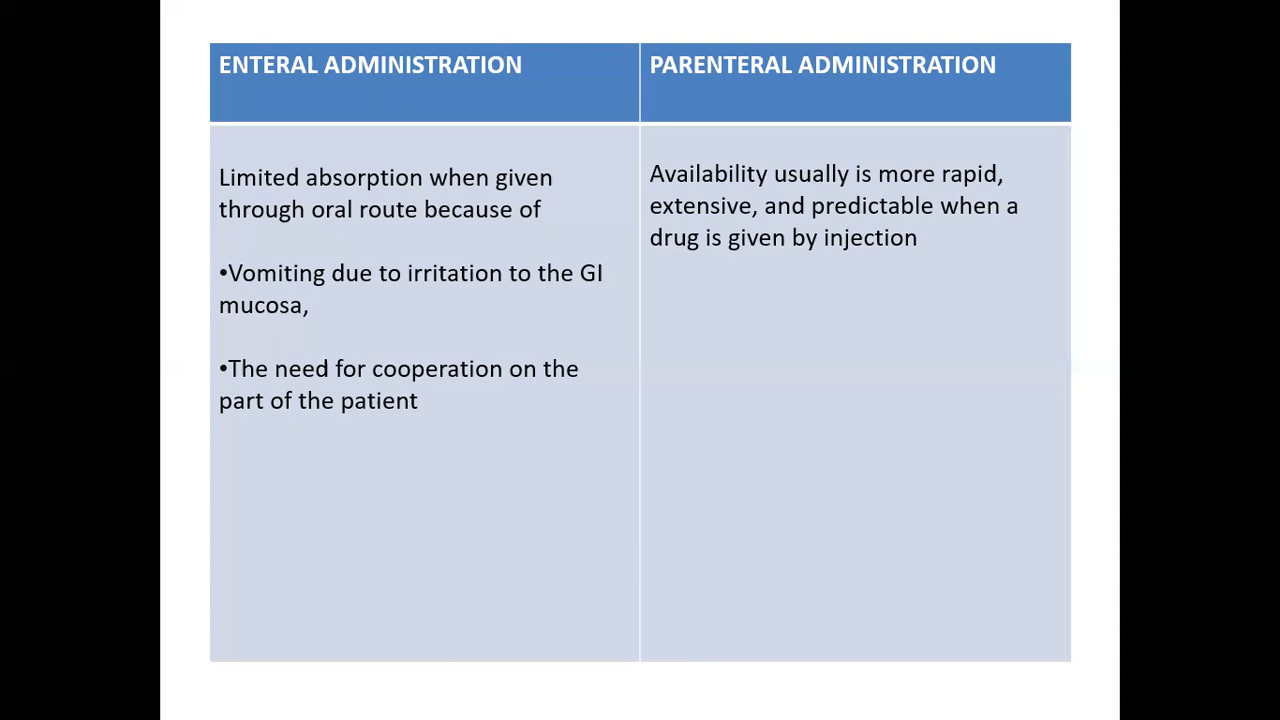 ENTERAL ADMINISTRATION
PARENTERAL ADMINISTRATION
Limited absorption when given
through oral route because of
•Vomiting due to irritation to the GI
mucosa,
•The need for cooperation on the
part of the patient
Availability usually is more rapid,
extensive, and predictable when a
drug is given by injection